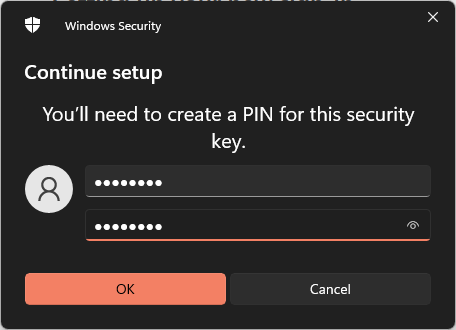 Windows Security
Continue setup
You'll need to create a PIN for this security
key.
●●●●●●●●
●●●●●●●●
OK
Cancel